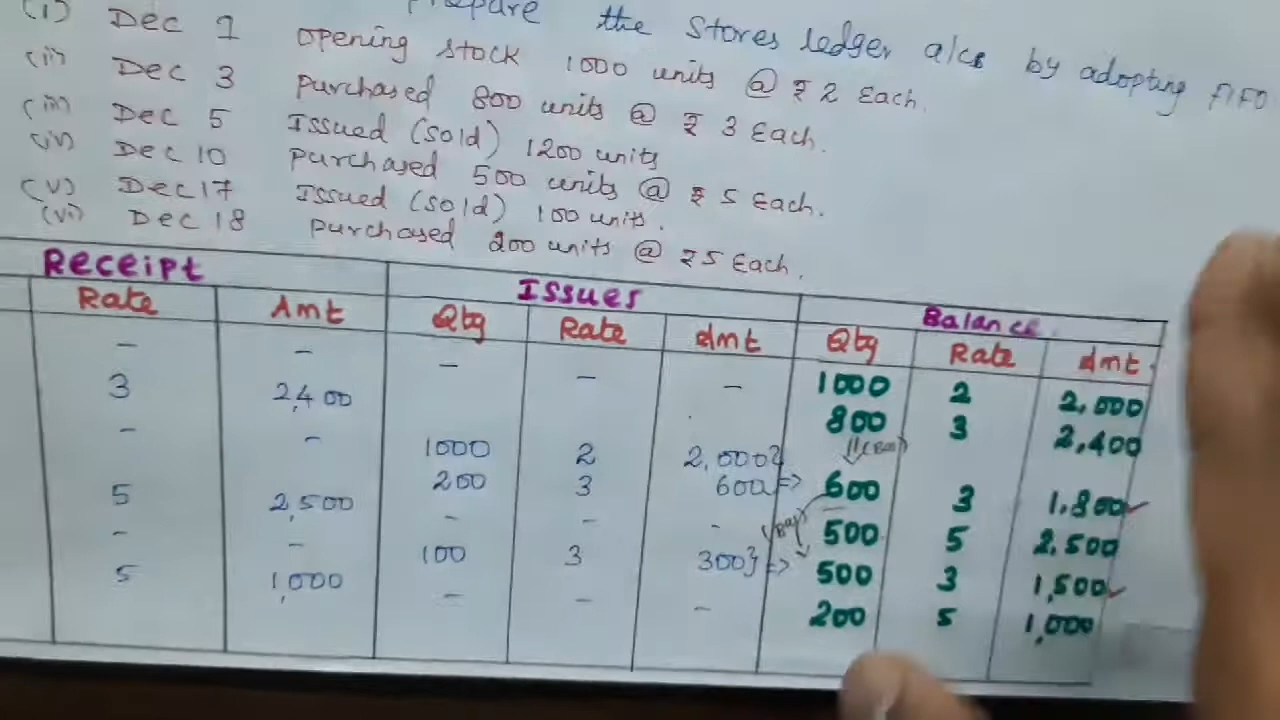 Prepare the Stores ledger a/cs by adopting FIFO
(i) Dec 1 Opening Stock 1000 units @ ₹ 2 Each.
(ii) Dec 3 Purchased 800 units @ ₹ 3 Each.
(iii) Dec 5 Issued (Sold) 1200 units
(iv) Dec 10 Purchased 500 units @ ₹ 5 Each.
(v) Dec 17 Issued (Sold) 100 units.
(vi) Dec 18 Purchased 200 units @ ₹5 Each.
Receipt Issues Balance
Rate Amt Qty Rate Amt Qty Rate Amt
- - - - - 1000 2 2,000
3 2,400 800 3 2,400
- - 1000 2 2,000} (Bal)
200 3 600} => 600 3 1,800
5 2,500 - - - (Bal) 500 5 2,500
- - 100 3 300} => 500 3 1,500
5 1,000 - - - 200 5 1,000